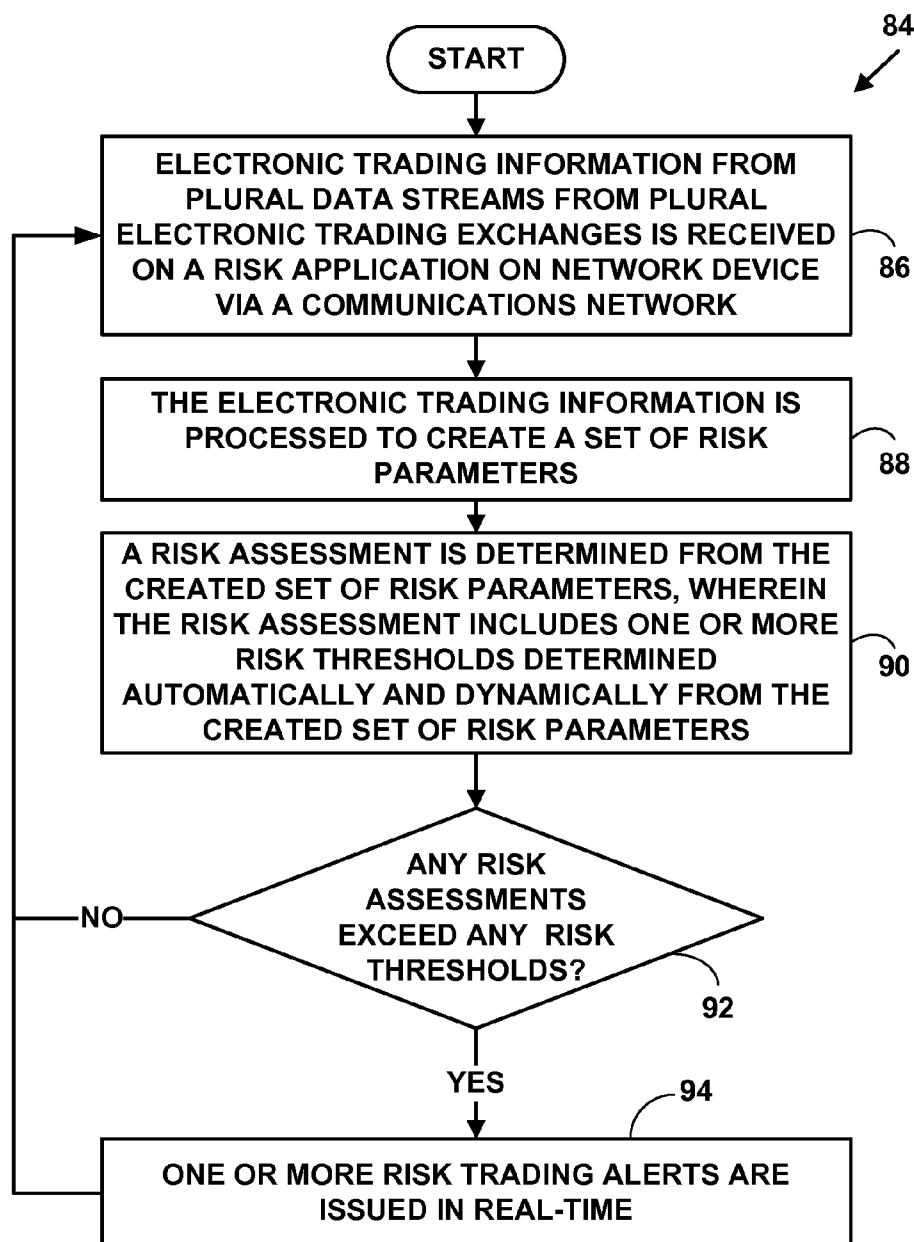 84
START
ELECTRONIC TRADING INFORMATION FROM
PLURAL DATA STREAMS FROM PLURAL
ELECTRONIC TRADING EXCHANGES IS RECEIVED
ON A RISK APPLICATION ON NETWORK DEVICE
VIA A COMMUNICATIONS NETWORK
86
THE ELECTRONIC TRADING INFORMATION IS
PROCESSED TO CREATE A SET OF RISK
PARAMETERS
88
A RISK ASSESSMENT IS DETERMINED FROM THE
CREATED SET OF RISK PARAMETERS, WHEREIN
THE RISK ASSESSMENT INCLUDES ONE OR MORE
RISK THRESHOLDS DETERMINED
AUTOMATICALLY AND DYNAMICALLY FROM THE
CREATED SET OF RISK PARAMETERS
90
ANY RISK
ASSESSMENTS
EXCEED ANY RISK
THRESHOLDS?
NO
92
YES
94
ONE OR MORE RISK TRADING ALERTS ARE
ISSUED IN REAL-TIME